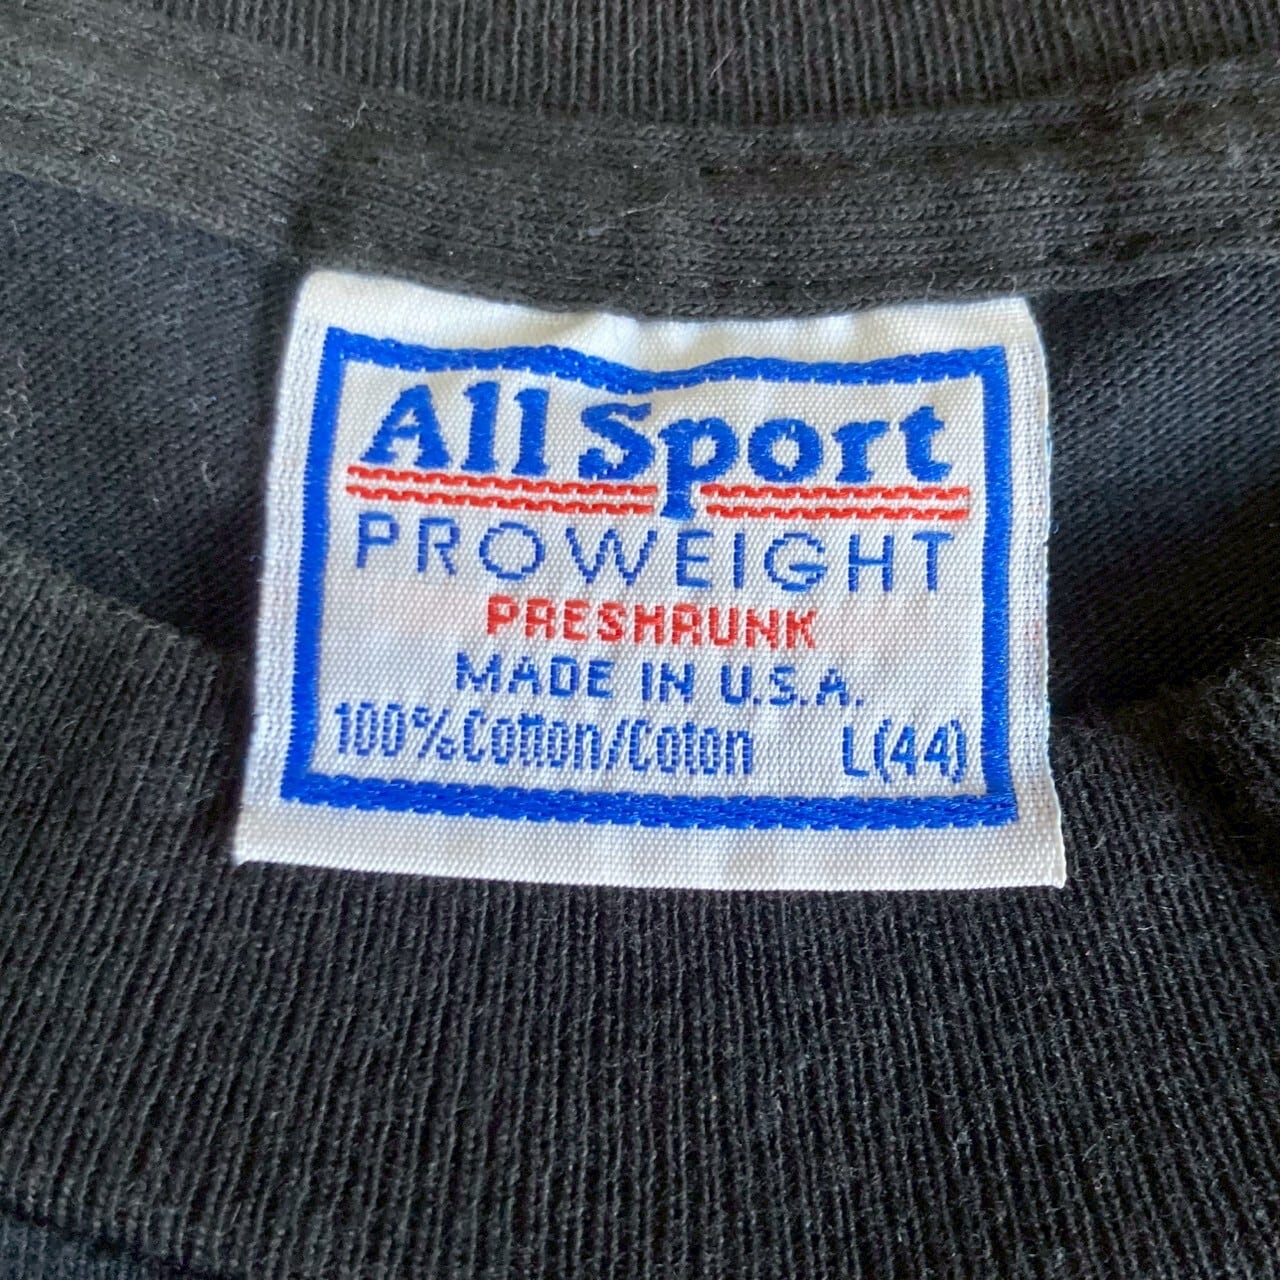 All Sport
PROWEIGHT
PRESHRUNK
MADE IN U.S.A.
100% Cotton/Coton L(44)